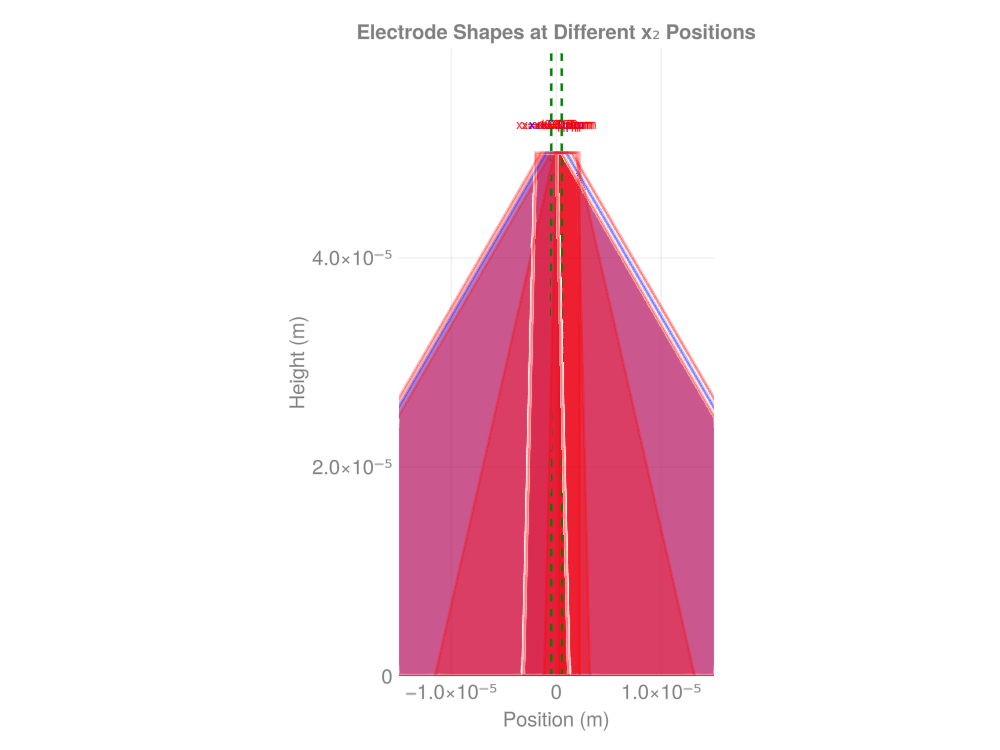 Electrode Shapes at Different x₂ Positions
4.0×10⁻⁵
Height (m)
2.0×10⁻⁵
0
−1.0×10⁻⁵ 0 1.0×10⁻⁵
Position (m)